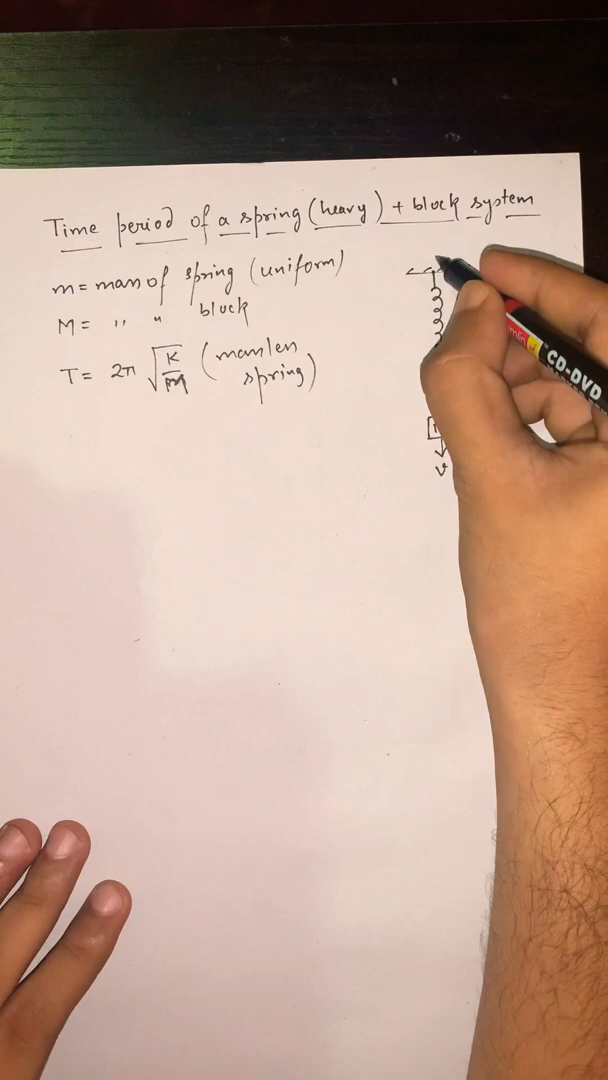 Time period of a spring (heavy) + block system
m = mass of spring (uniform)
M = " " block
T = 2π √K/m (massless
spring)
v
CD-DVD